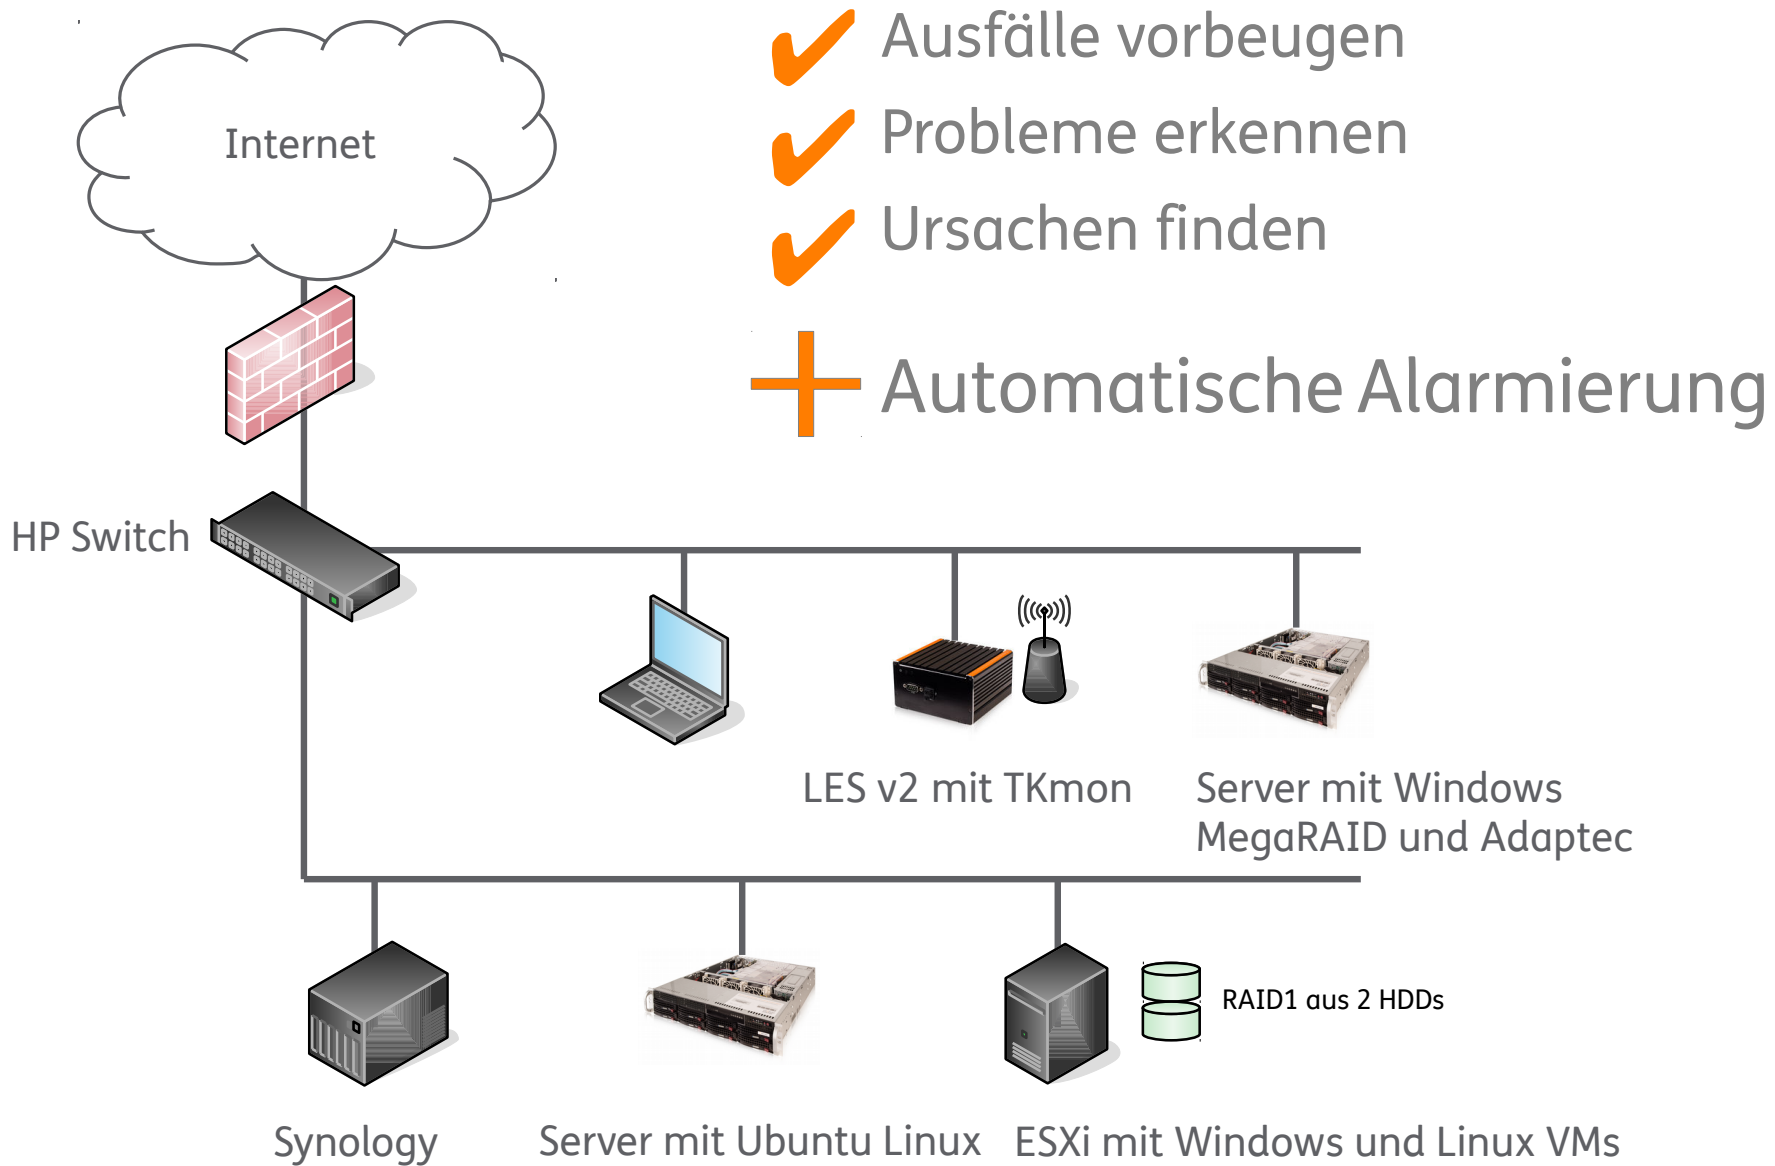 Ausfälle vorbeugen
Probleme erkennen
Ursachen finden
Automatische Alarmierung
Internet
HP Switch
LES v2 mit TKmon
Server mit Windows
MegaRAID und Adaptec
RAID1 aus 2 HDDs
Synology
Server mit Ubuntu Linux
ESXi mit Windows und Linux VMs